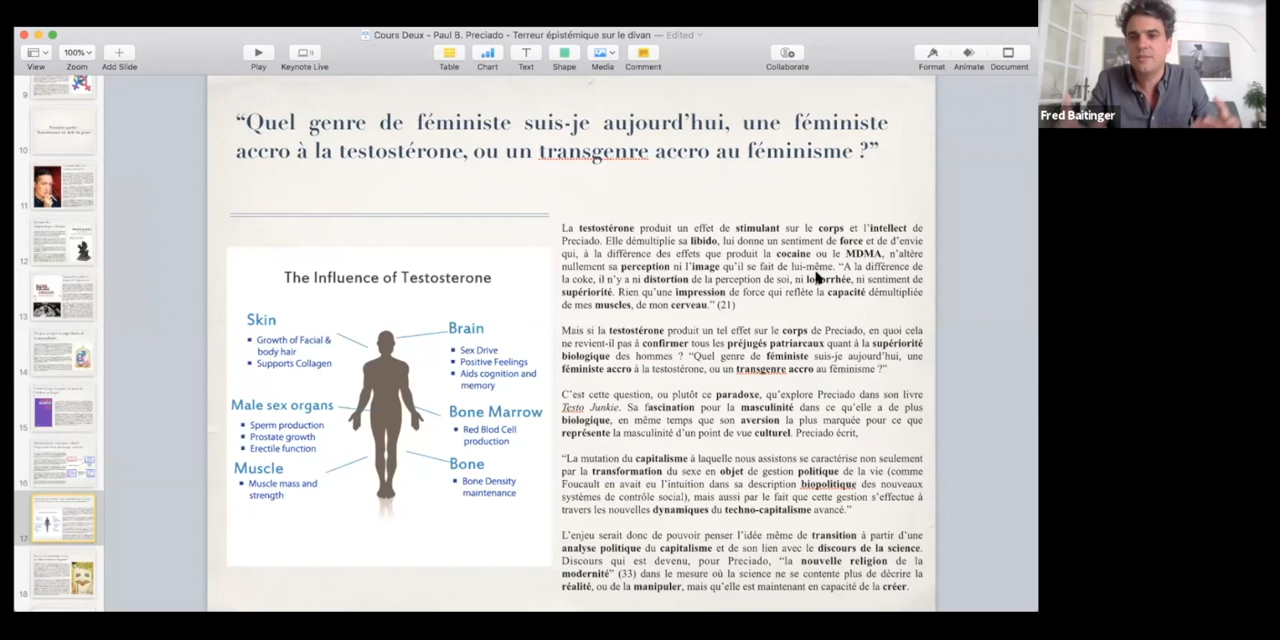 Cours Deux - Paul B. Preciado - Terreur épistémique sur le divan — Edited
100%
View
Zoom
Add Slide
Play
Keynote Live
Table
Chart
Text
Shape
Media
Comment
Collaborate
Format
Animate
Document
Fred Baitinger
9
10
11
12
13
14
15
16
17
18
“Quel genre de féministe suis-je aujourd’hui, une féministe
accro à la testostérone, ou un transgenre accro au féminisme ?”
The Influence of Testosterone
Skin
Growth of Facial &
body hair
Supports Collagen
Male sex organs
Sperm production
Prostate growth
Erectile function
Muscle
Muscle mass and
strength
Brain
Sex Drive
Positive Feelings
Aids cognition and
memory
Bone Marrow
Red Blod Cell
production
Bone
Bone Density
maintenance
La testostérone produit un effet de stimulant sur le corps et l’intellect de
Preciado. Elle démultiplie sa libido, lui donne un sentiment de force et de d’envie
qui, à la différence des effets que produit la cocaine ou le MDMA, n’altère
nullement sa perception ni l’image qu’il se fait de lui-même. “A la différence de
la coke, il n’y a ni distortion de la perception de soi, ni logorrhée, ni sentiment de
supériorité. Rien qu’une impression de force qui reflète la capacité démultipliée
de mes muscles, de mon cerveau.” (21)
Mais si la testostérone produit un tel effet sur le corps de Preciado, en quoi cela
ne revient-il pas à confirmer tous les préjugés patriarcaux quant à la supériorité
biologique des hommes ? “Quel genre de féministe suis-je aujourd’hui, une
féministe accro à la testostérone, ou un transgenre accro au féminisme ?”
C’est cette question, ou plutôt ce paradoxe, qu’explore Preciado dans son livre
Testo Junkie. Sa fascination pour la masculinité dans ce qu’elle a de plus
biologique, en même temps que son aversion la plus marquée pour ce que
représente la masculinité d’un point de vue culturel. Preciado écrit,
“La mutation du capitalisme à laquelle nous assistons se caractérise non seulement
par la transformation du sexe en objet de gestion politique de la vie (comme
Foucault en avait eu l’intuition dans sa description biopolitique des nouveaux
systèmes de contrôle social), mais aussi par le fait que cette gestion s’effectue à
travers les nouvelles dynamiques du techno-capitalisme avancé.”
L’enjeu serait donc de pouvoir penser l’idée même de transition à partir d’une
analyse politique du capitalisme et de son lien avec le discours de la science.
Discours qui est devenu, pour Preciado, “la nouvelle religion de la
modernité” (33) dans le mesure où la science ne se contente plus de décrire la
réalité, ou de la manipuler, mais qu’elle est maintenant en capacité de la créer.